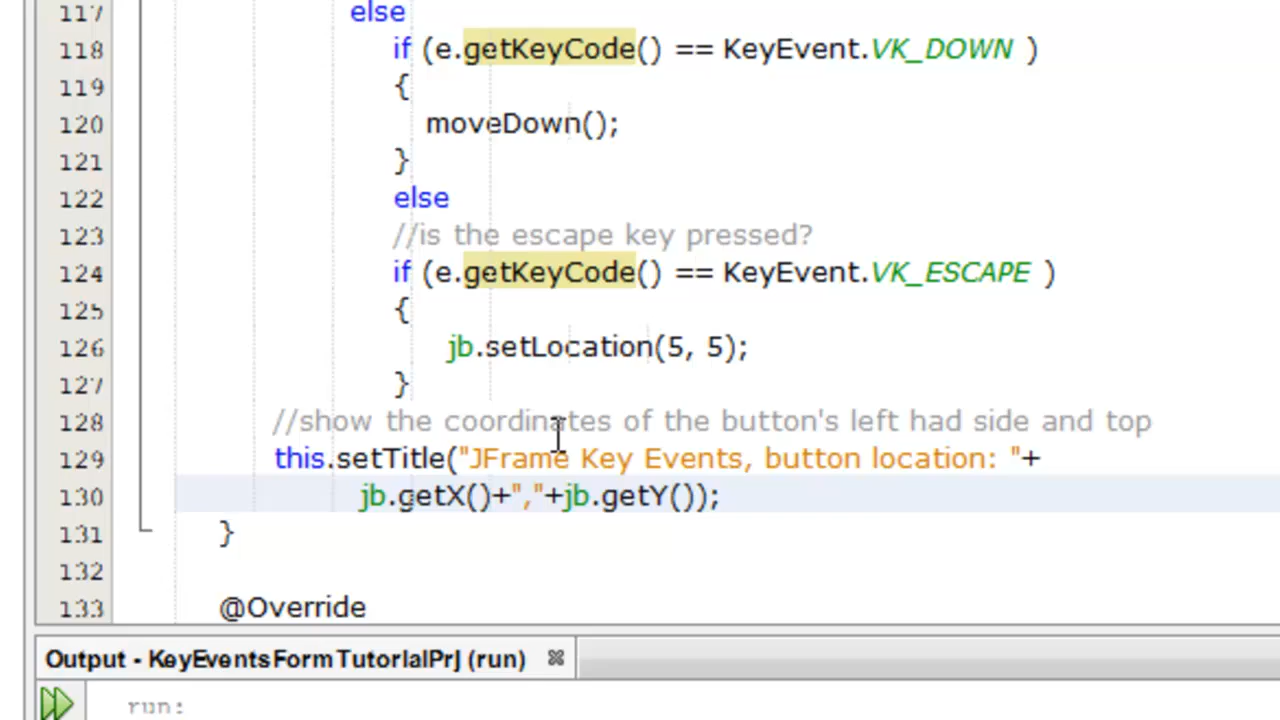 117 else
118 if (e.getKeyCode() == KeyEvent.VK_DOWN )
119 {
120 moveDown();
121 }
122 else
123 //is the escape key pressed?
124 if (e.getKeyCode() == KeyEvent.VK_ESCAPE )
125 {
126 jb.setLocation(5, 5);
127 }
128 //show the coordinates of the button's left had side and top
129 this.setTitle("JFrame Key Events, button location: "+
130 jb.getX()+","+jb.getY());
131 }
132
133 @Override
Output - KeyEventsFormTutorialPrj (run)
run: